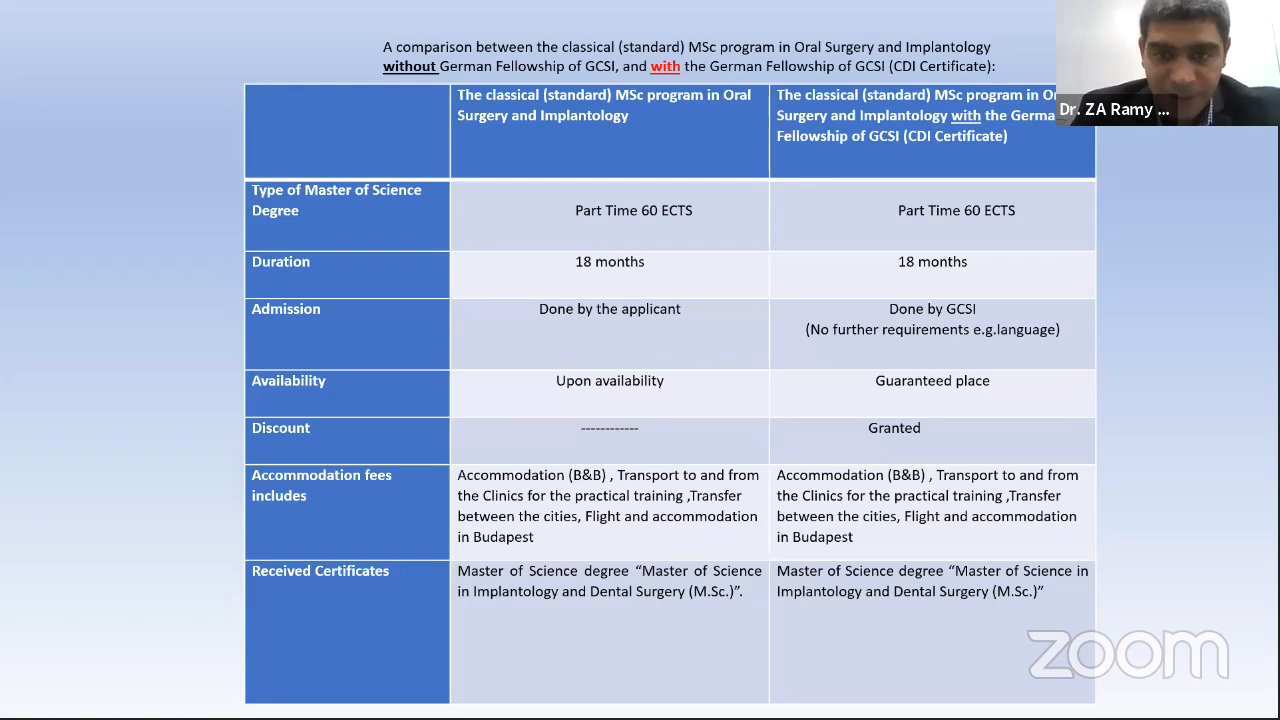 A comparison between the classical (standard) MSc program in Oral Surgery and Implantology
without German Fellowship of GCSI, and with the German Fellowship of GCSI (CDI Certificate):
Dr. ZA Ramy ...
The classical (standard) MSc program in Oral
Surgery and Implantology
The classical (standard) MSc program in
Surgery and Implantology with the
Fellowship of GCSI (CDI Certificate)
Type of Master of Science
Degree
Part Time 60 ECTS
Part Time 60 ECTS
Duration
18 months
18 months
Admission
Done by the applicant
Done by GCSI
(No further requirements e.g.language)
Availability
Upon availability
Guaranteed place
Discount
------------
Granted
Accommodation fees
includes
Accommodation (B&B) , Transport to and from
the Clinics for the practical training ,Transfer
between the cities, Flight and accommodation
in Budapest
Accommodation (B&B) , Transport to and from
the Clinics for the practical training ,Transfer
between the cities, Flight and accommodation
in Budapest
Received Certificates
Master of Science degree “Master of Science
in Implantology and Dental Surgery (M.Sc.)”.
Master of Science degree “Master of Science in
Implantology and Dental Surgery (M.Sc.)”
zoom